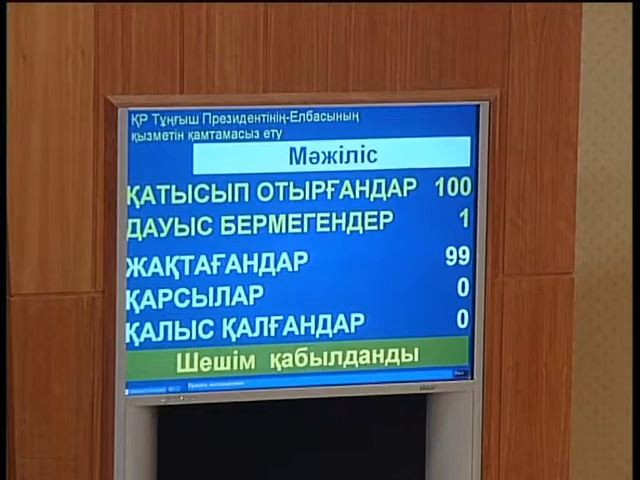 ҚР Тұңғыш Президентінің-Елбасының
қызметін қамтамасыз ету
Мәжіліс
ҚАТЫСЫП ОТЫРҒАНДАР 100
ДАУЫС БЕРМЕГЕНДЕР 1
ЖАҚТАҒАНДАР 99
ҚАРСЫЛАР 0
ҚАЛЫС ҚАЛҒАНДАР 0
Шешім қабылданды